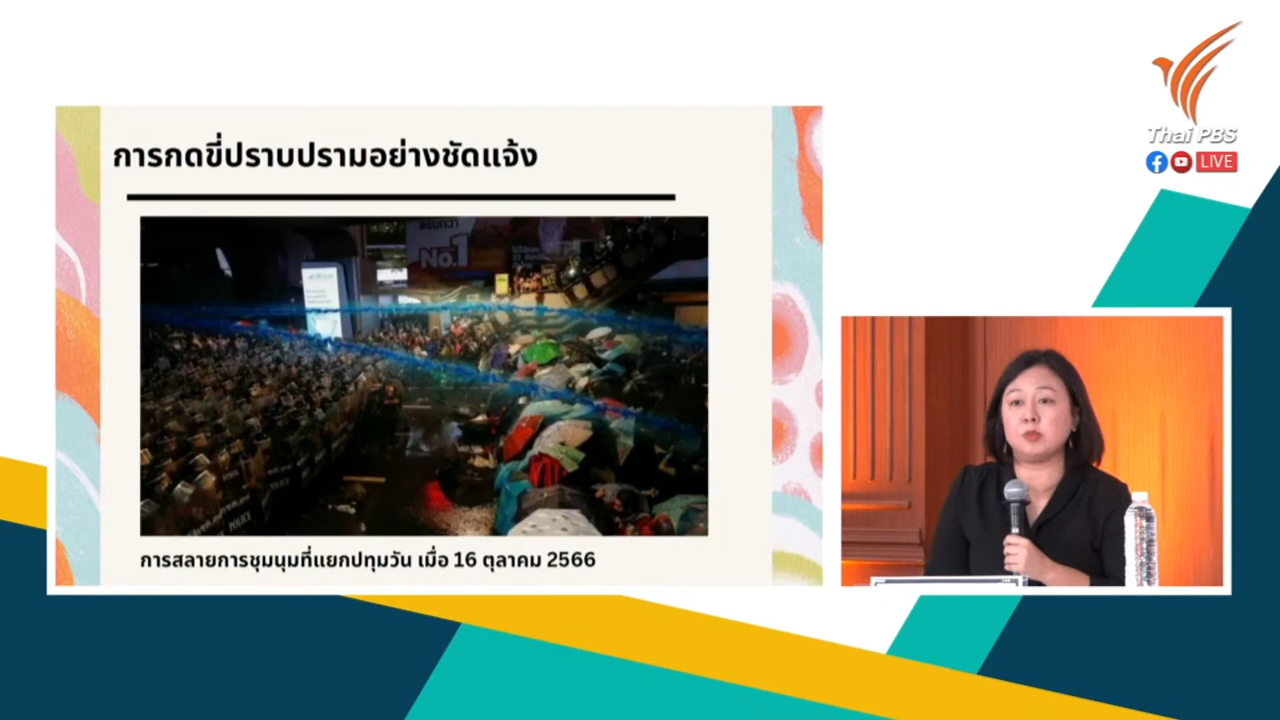 Thai PBS
LIVE
การกดขี่ปราบปรามอย่างชัดแจ้ง
No.1
POLICE
การสลายการชุมนุมที่แยกปทุมวัน เมื่อ 16 ตุลาคม 2566